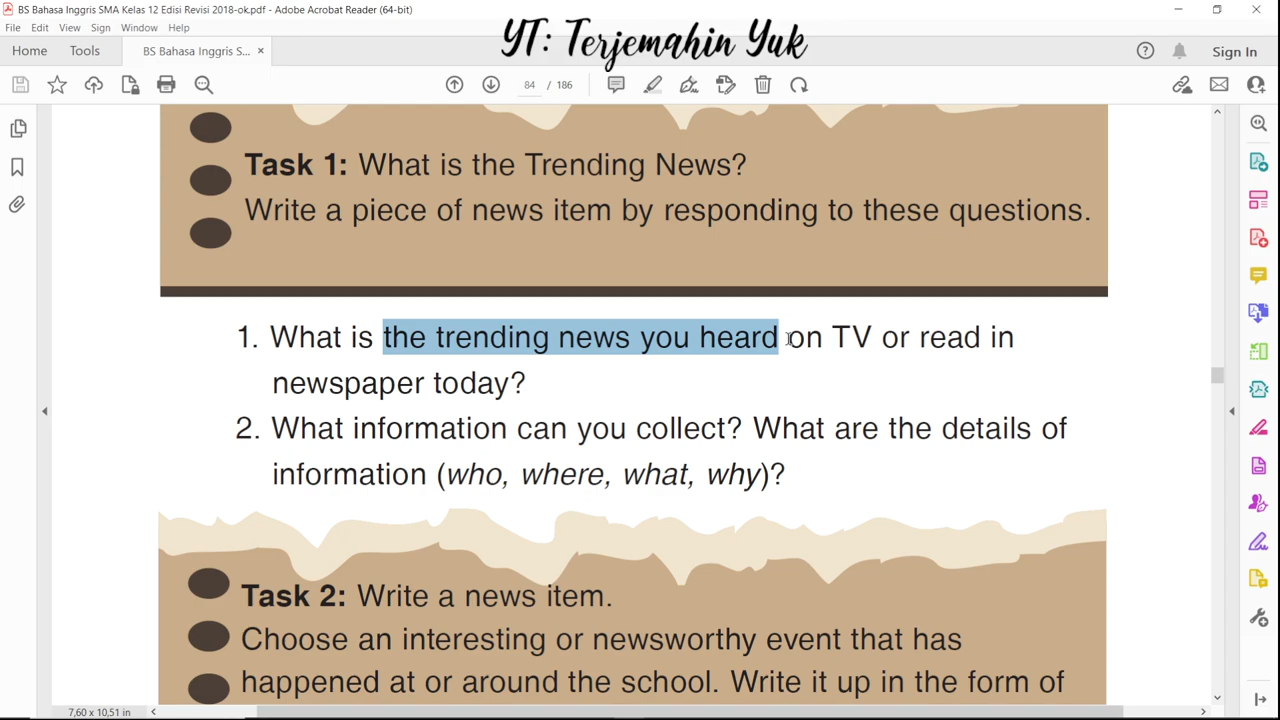 BS Bahasa Inggris SMA Kelas 12 Edisi Revisi 2018-ok.pdf - Adobe Acrobat Reader (64-bit)
YT: Terjemahin Yuk
File Edit View Sign Window Help
Home Tools BS Bahasa Inggris S... × Sign In
84 / 186
Task 1: What is the Trending News?
Write a piece of news item by responding to these questions.
1. What is the trending news you heard on TV or read in
newspaper today?
2. What information can you collect? What are the details of
information (who, where, what, why)?
Task 2: Write a news item.
Choose an interesting or newsworthy event that has
happened at or around the school. Write it up in the form of
7,60 x 10,51 in